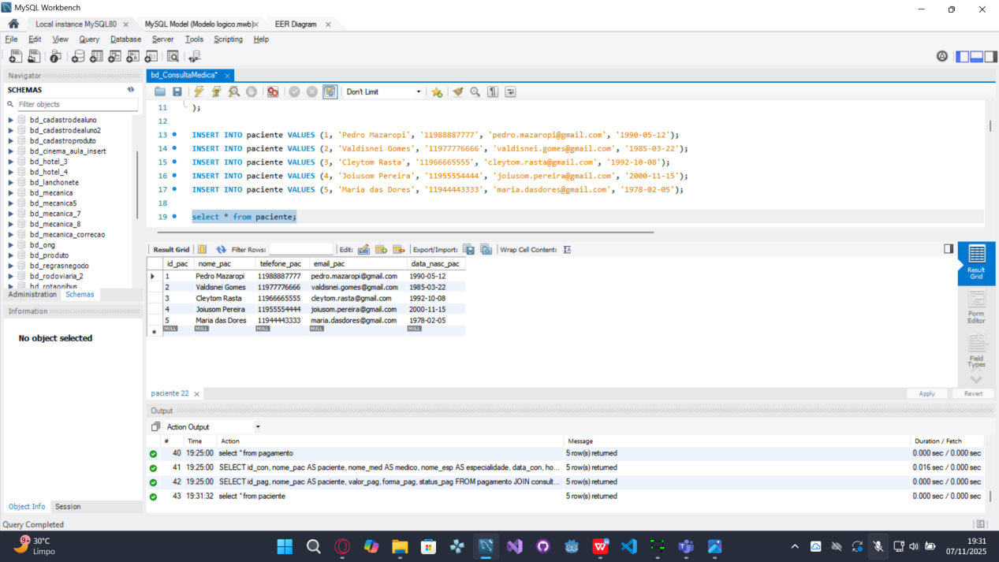 MySQL Workbench
Local instance MySQL80
MySQL Model (Modelo logico.mwb)
EER Diagram
File Edit View Query Database Server Tools Scripting Help
Navigator
SCHEMAS
Filter objects
bd_cadastrodealuno
bd_cadastrodealuno2
bd_cadastroproduto
bd_cinema_aula_insert
bd_hotel_3
bd_hotel_4
bd_lanchonete
bd_mecanica
bd_mecanica5
bd_mecanica_7
bd_mecanica_8
bd_mecanica_correcao
bd_ong
bd_produto
bd_regrasnegodo
bd_rodoviaria_2
bd_rotaonibus
Administration Schemas
Information
No object selected
Object Info Session
Query Completed
bd_ConsultaMedica*
Don't Limit
11 );
12
13 INSERT INTO paciente VALUES (1, 'Pedro Mazaropi', '11988887777', 'pedro.mazaropi@gmail.com', '1990-05-12');
14 INSERT INTO paciente VALUES (2, 'Valdisnei Gomes', '11977776666', 'valdisnei.gomes@gmail.com', '1985-03-22');
15 INSERT INTO paciente VALUES (3, 'Cleytom Rasta', '11966665555', 'cleytom.rasta@gmail.com', '1992-10-08');
16 INSERT INTO paciente VALUES (4, 'Joiusom Pereira', '11955554444', 'joiusom.pereira@gmail.com', '2000-11-15');
17 INSERT INTO paciente VALUES (5, 'Maria das Dores', '11944443333', 'maria.dasdores@gmail.com', '1978-02-05');
18
19 select * from paciente;
Result Grid Filter Rows: Edit: Export/Import: Wrap Cell Content:
id_pac nome_pac telefone_pac email_pac data_nasc_pac
1 Pedro Mazaropi 11988887777 pedro.mazaropi@gmail.com 1990-05-12
2 Valdisnei Gomes 11977776666 valdisnei.gomes@gmail.com 1985-03-22
3 Cleytom Rasta 11966665555 cleytom.rasta@gmail.com 1992-10-08
4 Joiusom Pereira 11955554444 joiusom.pereira@gmail.com 2000-11-15
5 Maria das Dores 11944443333 maria.dasdores@gmail.com 1978-02-05
NULL NULL NULL NULL NULL
Result
Grid
Form
Editor
Field
Types
paciente 22
Apply Revert
Output
Action Output
# Time Action Message Duration / Fetch
40 19:25:00 select * from pagamento 5 row(s) returned 0.000 sec / 0.000 sec
41 19:25:00 SELECT id_con, nome_pac AS paciente, nome_med AS medico, nome_esp AS especialidade, data_con, ho... 5 row(s) returned 0.016 sec / 0.000 sec
42 19:25:00 SELECT id_pag, nome_pac AS paciente, valor_pag, forma_pag, status_pag FROM pagamento JOIN consult... 5 row(s) returned 0.000 sec / 0.000 sec
43 19:31:32 select * from paciente 5 row(s) returned 0.000 sec / 0.000 sec
9+
30°C
Limpo
19:31
07/11/2025